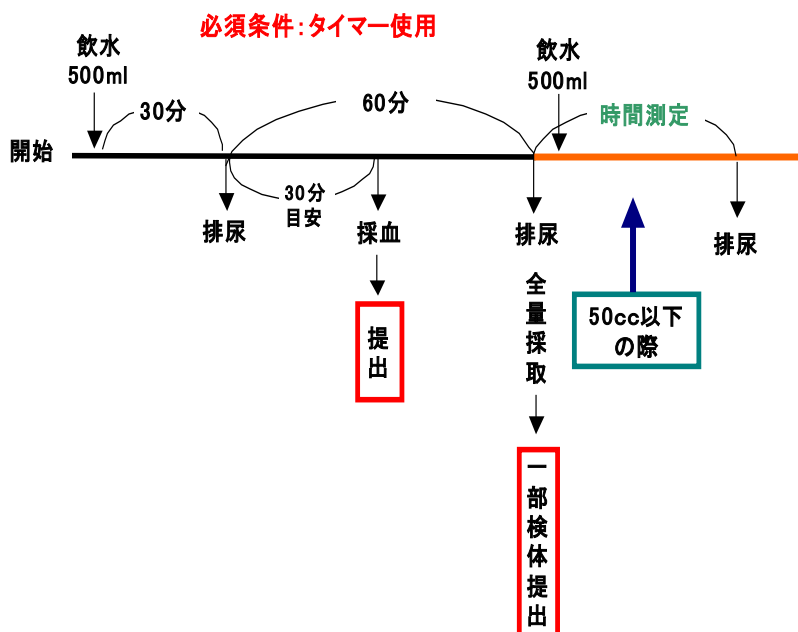 必須条件:タイマー使用
飲水
500ml
飲水
500ml
30分
60分
時間測定
開始
30分
目安
排尿
採血
排尿
排尿
提出
全量採取
50cc以下
の際
一部検体提出